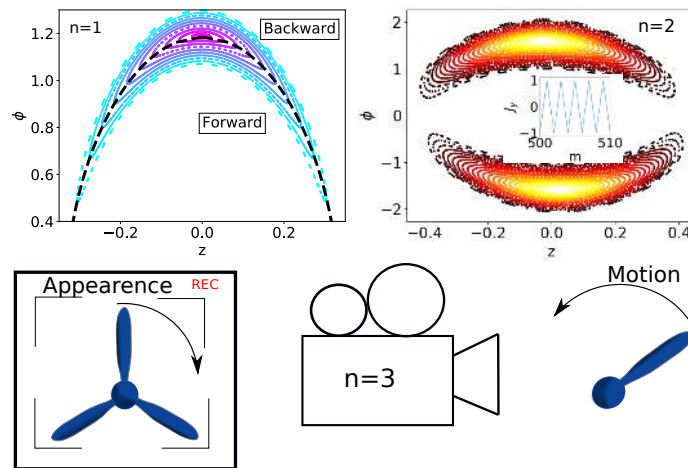 n=1
Backward
Forward
1.2
1.0
0.8
0.6
0.4
ϕ
−0.2
0.0
0.2
z
n=2
2
1
0
−1
−2
ϕ
1
0
−1
J_y
500
510
m
−0.4
−0.2
0.0
0.2
0.4
z
Appearence
REC
n=3
Motion